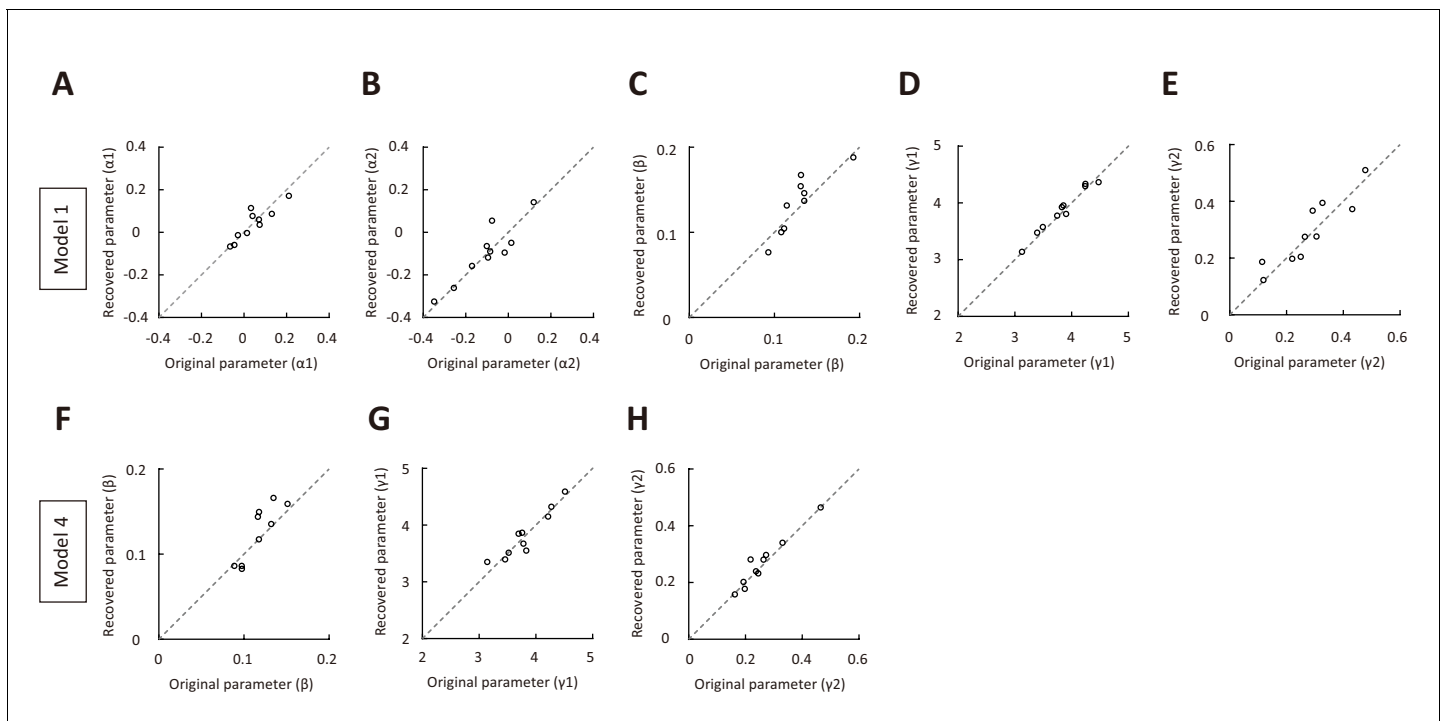 A
B
C
D
E
Model 1
Recovered parameter (α1)
0.4
0.2
0
-0.2
-0.4
-0.4
-0.2
0
0.2
0.4
Original parameter (α1)
Recovered parameter (α2)
0.4
0.2
0
-0.2
-0.4
-0.4
-0.2
0
0.2
0.4
Original parameter (α2)
Recovered parameter (β)
0.2
0.1
0
0
0.1
0.2
Original parameter (β)
Recovered parameter (γ1)
5
4
3
2
2
3
4
5
Original parameter (γ1)
Recovered parameter (γ2)
0.6
0.4
0.2
0
0
0.2
0.4
0.6
Original parameter (γ2)
F
G
H
Model 4
Recovered parameter (β)
0.2
0.1
0
0
0.1
0.2
Original parameter (β)
Recovered parameter (γ1)
5
4
3
2
2
3
4
5
Original parameter (γ1)
Recovered parameter (γ2)
0.6
0.4
0.2
0
0
0.2
0.4
0.6
Original parameter (γ2)